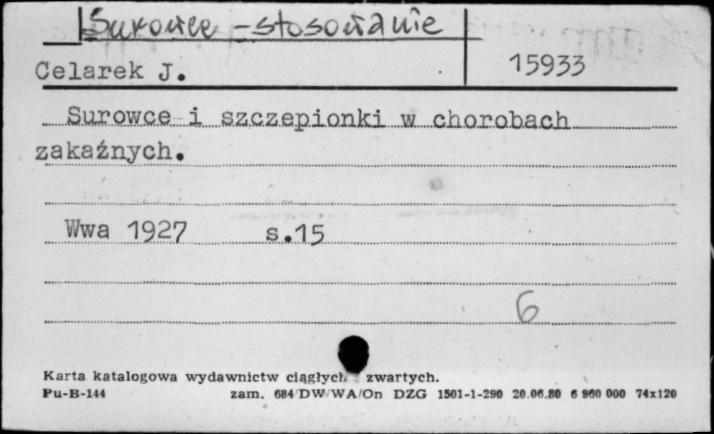 Surowce - stosowanie
Celarek J. 15933
Surowce i szczepionki w chorobach
zakaźnych.
Wwa 1927 s.15
6
Karta katalogowa wydawnictw ciągłych i zwartych.
Pu-B-144 zam. 684/DW/WA/On DZG 1501-1-290 20.06.80 6 960 000 74x120